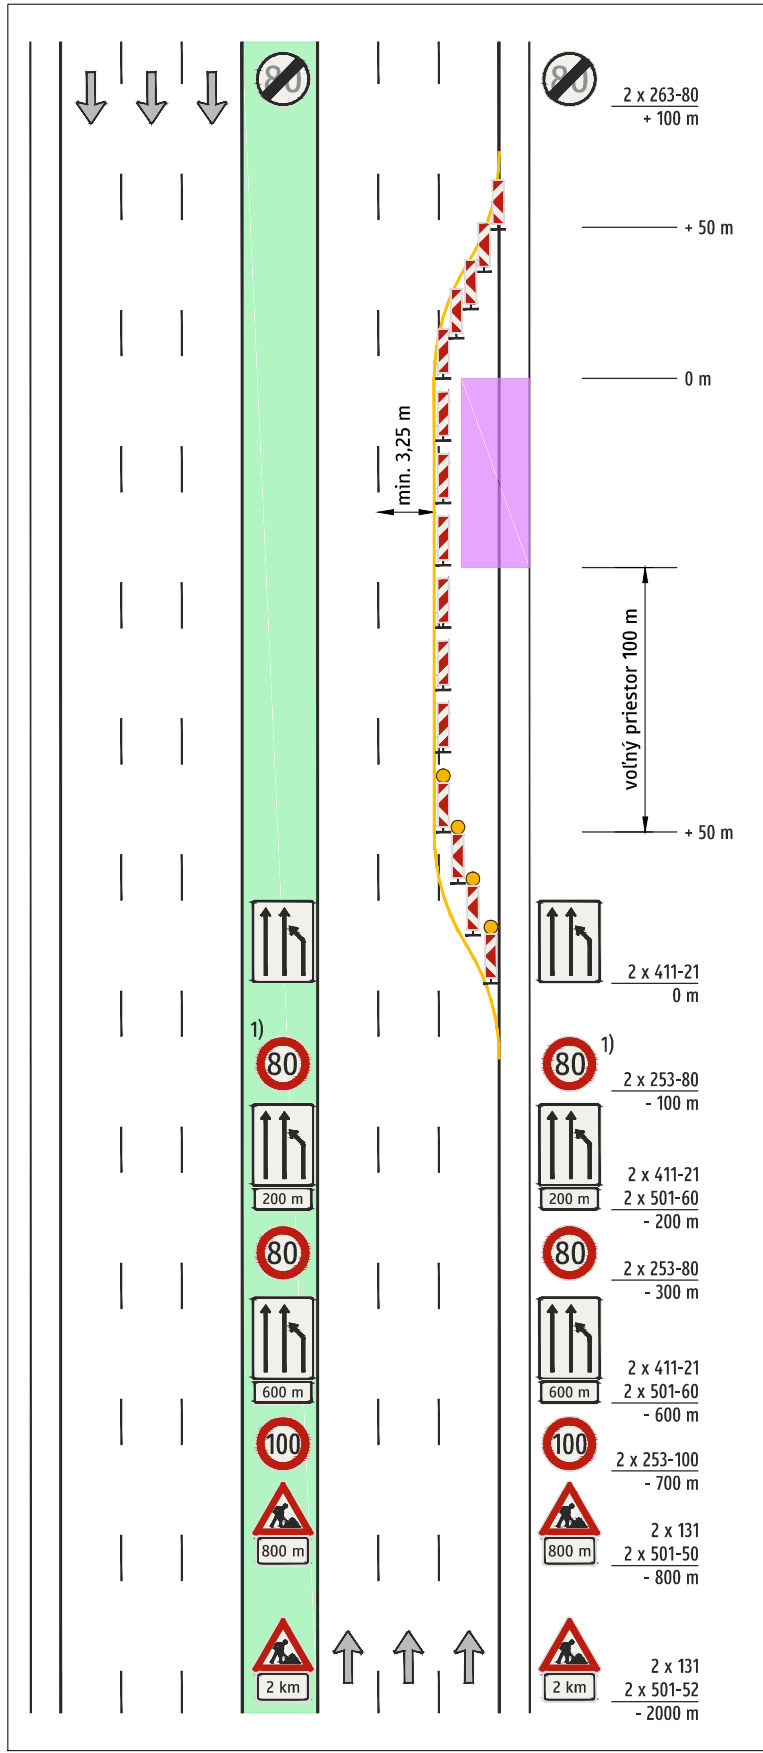 80 80
2 x 263-80
+ 100 m
+ 50 m
0 m
min. 3,25 m
voľný priestor 100 m
+ 50 m
2 x 411-21
0 m
1) 1)
80 80
2 x 253-80
- 100 m
2 x 411-21
200 m 200 m 2 x 501-60
- 200 m
80 80
2 x 253-80
- 300 m
2 x 411-21
600 m 600 m 2 x 501-60
- 600 m
100 100
2 x 253-100
- 700 m
2 x 131
800 m 800 m 2 x 501-50
- 800 m
2 x 131
2 km 2 km 2 x 501-52
- 2000 m